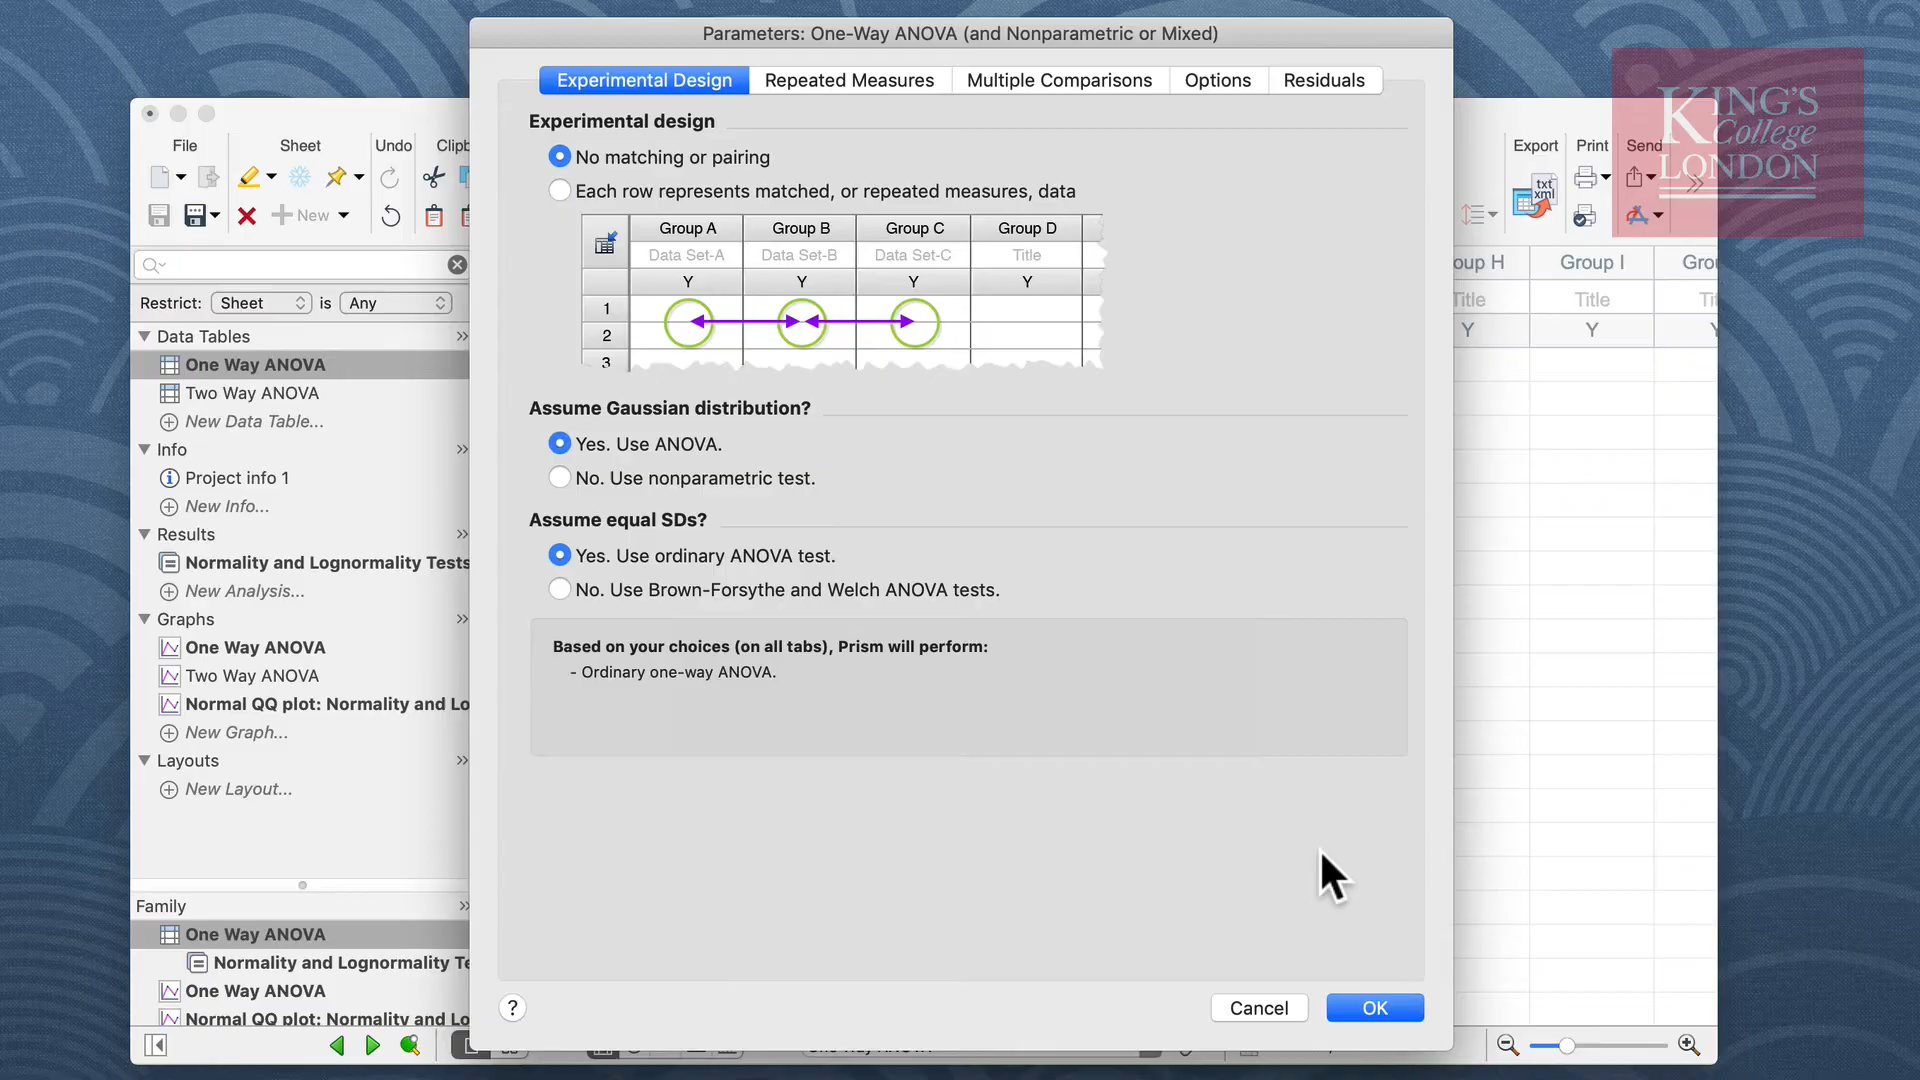 Parameters: One-Way ANOVA (and Nonparametric or Mixed)
Experimental Design
Repeated Measures
Multiple Comparisons
Options
Residuals
KING'S
College
LONDON
File
Sheet
Undo
Export
Print
Send
New
txt
xml
Restrict: Sheet is Any
Data Tables
One Way ANOVA
Two Way ANOVA
New Data Table...
Info
Project info 1
New Info...
Results
Normality and Lognormality Tests
New Analysis...
Graphs
One Way ANOVA
Two Way ANOVA
Normal QQ plot: Normality and Lo
New Graph...
Layouts
New Layout...
Family
One Way ANOVA
Normality and Lognormality Te
One Way ANOVA
Normal QQ plot: Normality and Lo
Experimental design
No matching or pairing
Each row represents matched, or repeated measures, data
Group A Group B Group C Group D
Data Set-A Data Set-B Data Set-C Title
Y Y Y Y
1
2
3
Assume Gaussian distribution?
Yes. Use ANOVA.
No. Use nonparametric test.
Assume equal SDs?
Yes. Use ordinary ANOVA test.
No. Use Brown-Forsythe and Welch ANOVA tests.
Based on your choices (on all tabs), Prism will perform:
- Ordinary one-way ANOVA.
?
Cancel
OK
oup H Group I Grou
Title Title
Y Y